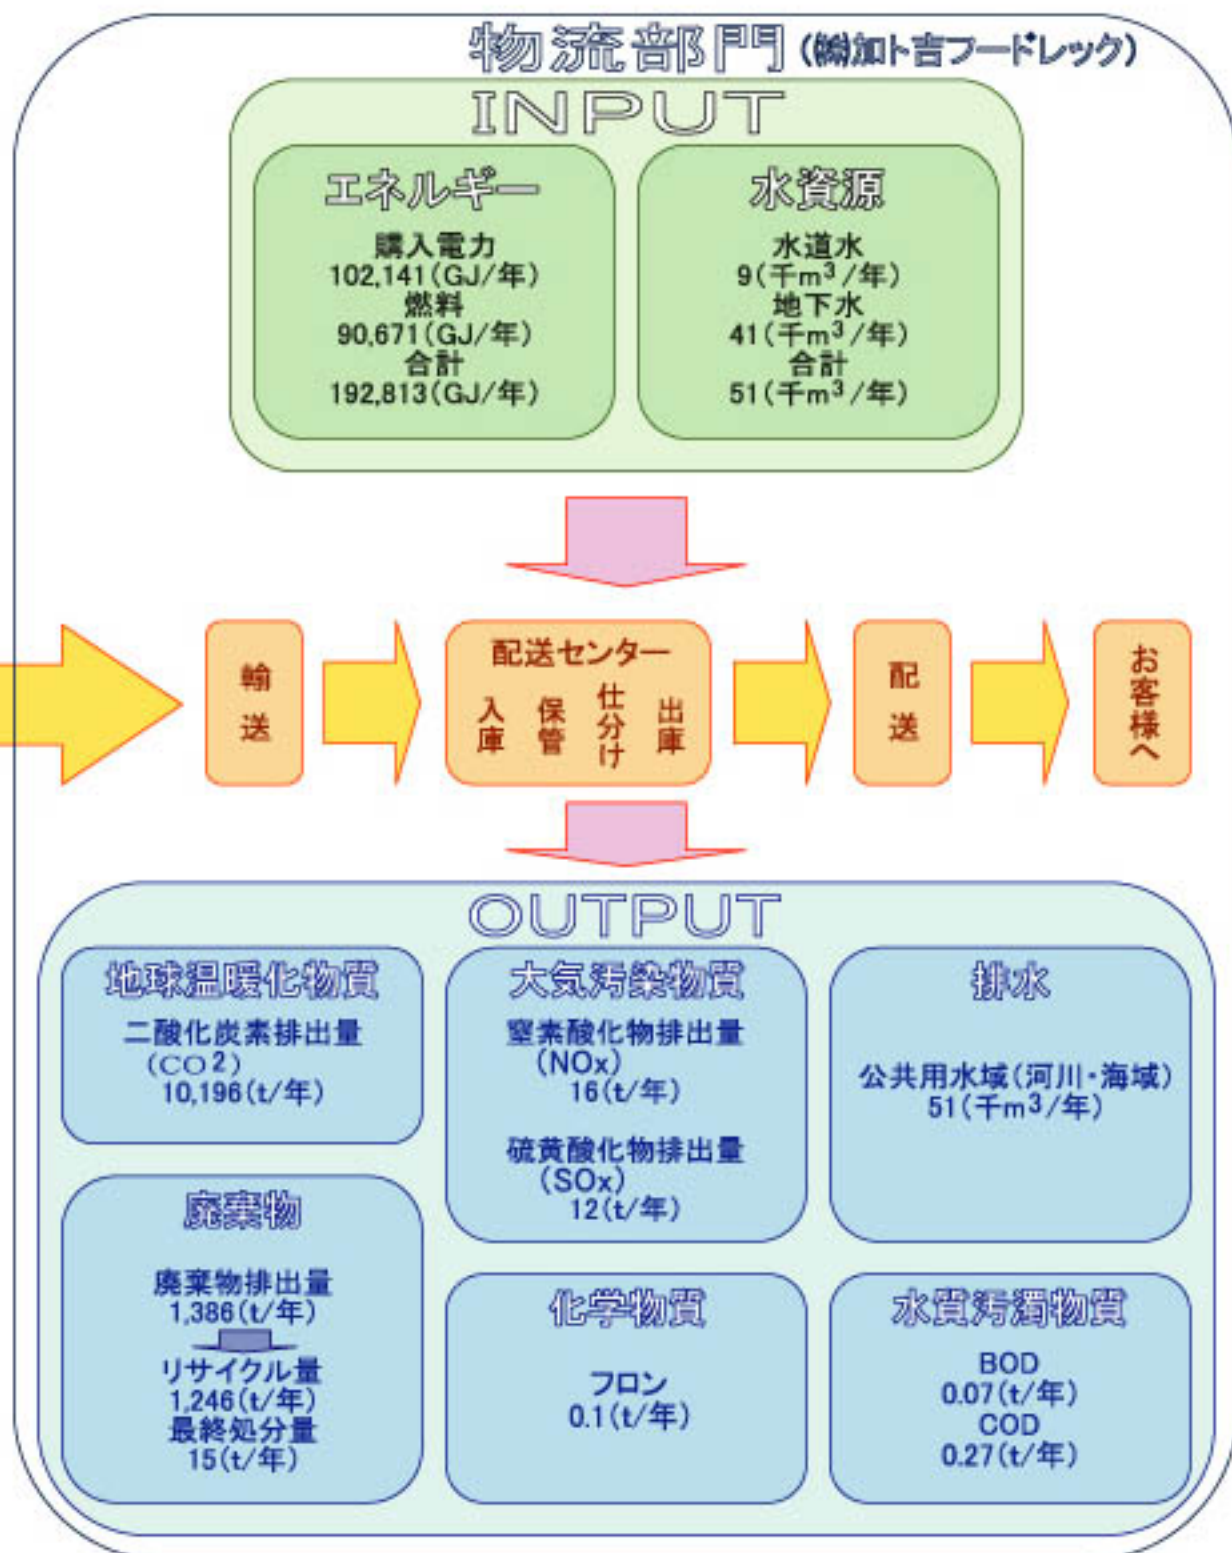 物流部門(㈱加ト吉フードレック)
INPUT
エネルギー
購入電力
102,141(GJ/年)
燃料
90,671(GJ/年)
合計
192,813(GJ/年)
水資源
水道水
9(千m³/年)
地下水
41(千m³/年)
合計
51(千m³/年)
輸送
配送センター
入庫
保管
仕分け
出庫
配送
お客様へ
OUTPUT
地球温暖化物質
二酸化炭素排出量
(CO2)
10,196(t/年)
大気汚染物質
窒素酸化物排出量
(NOx)
16(t/年)
硫黄酸化物排出量
(SOx)
12(t/年)
排水
公共用水域(河川・海域)
51(千m³/年)
廃棄物
廃棄物排出量
1,386(t/年)
リサイクル量
1,246(t/年)
最終処分量
15(t/年)
化学物質
フロン
0.1(t/年)
水質汚濁物質
BOD
0.07(t/年)
COD
0.27(t/年)